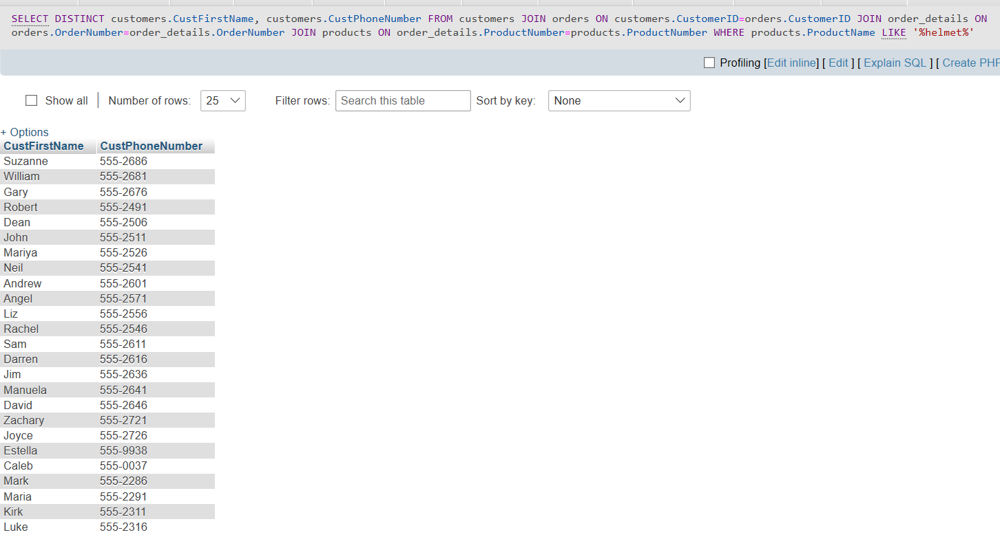 SELECT DISTINCT customers.CustFirstName, customers.CustPhoneNumber FROM customers JOIN orders ON customers.CustomerID=orders.CustomerID JOIN order_details ON
orders.OrderNumber=order_details.OrderNumber JOIN products ON order_details.ProductNumber=products.ProductNumber WHERE products.ProductName LIKE '%helmet%'
Profiling [Edit inline] [ Edit ] [ Explain SQL ] [ Create PHP
Show all Number of rows: 25 Filter rows: Search this table Sort by key: None
+ Options
CustFirstName CustPhoneNumber
Suzanne 555-2686
William 555-2681
Gary 555-2676
Robert 555-2491
Dean 555-2506
John 555-2511
Mariya 555-2526
Neil 555-2541
Andrew 555-2601
Angel 555-2571
Liz 555-2556
Rachel 555-2546
Sam 555-2611
Darren 555-2616
Jim 555-2636
Manuela 555-2641
David 555-2646
Zachary 555-2721
Joyce 555-2726
Estella 555-9938
Caleb 555-0037
Mark 555-2286
Maria 555-2291
Kirk 555-2311
Luke 555-2316